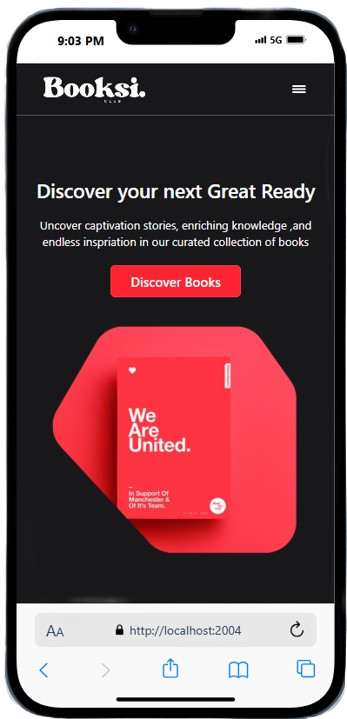 9:03 PM 5G
Booksi.
CLUB
Discover your next Great Ready
Uncover captivation stories, enriching knowledge ,and
endless inspriation in our curated collection of books
Discover Books
We
Are
United.
In Support Of
Manchester &
Of It's Team.
AA http://localhost:2004